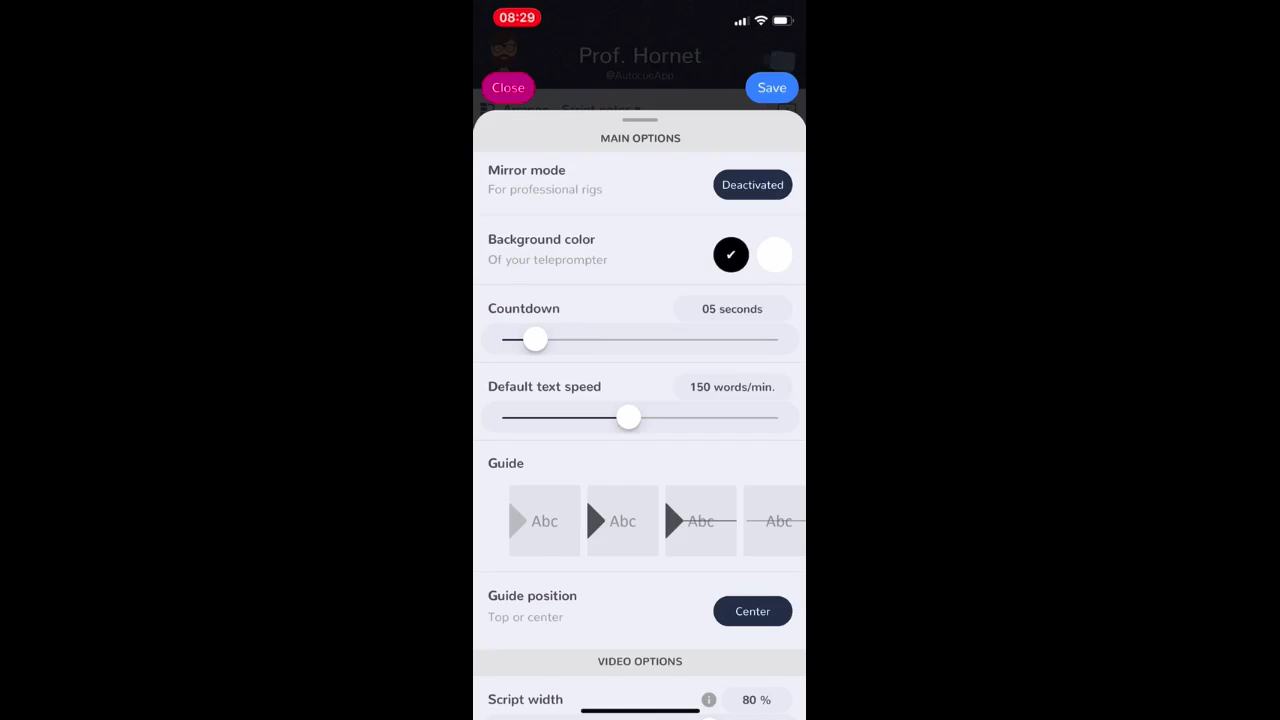 08:29
Prof. Hornet
@AutocueApp
Close
Save
MAIN OPTIONS
Mirror mode
For professional rigs
Deactivated
Background color
Of your teleprompter
✔
Countdown
05 seconds
Default text speed
150 words/min.
Guide
Abc
Abc
Abc
Abc
Guide position
Top or center
Center
VIDEO OPTIONS
Script width
i
80 %